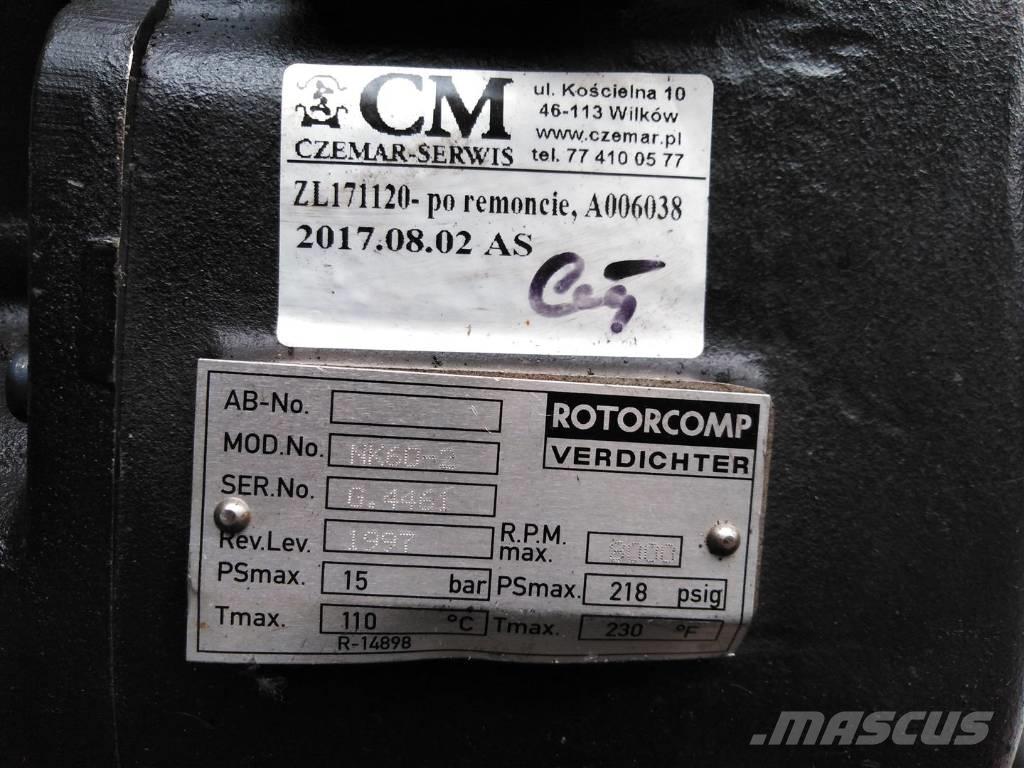 CM
CZEMAR-SERWIS
ul. Kościelna 10
46-113 Wilków
www.czemar.pl
tel. 77 410 05 77
ZL171120- po remoncie, A006038
2017.08.02 AS
AB-No.
ROTORCOMP
VERDICHTER
MOD.No. NK60-2
SER.No.
Rev.Lev. 1997 R.P.M. max. 8000
PSmax. 15 bar PSmax. 218 psig
Tmax. 110 °C Tmax. 230 °F
R-14898
.MASCUS